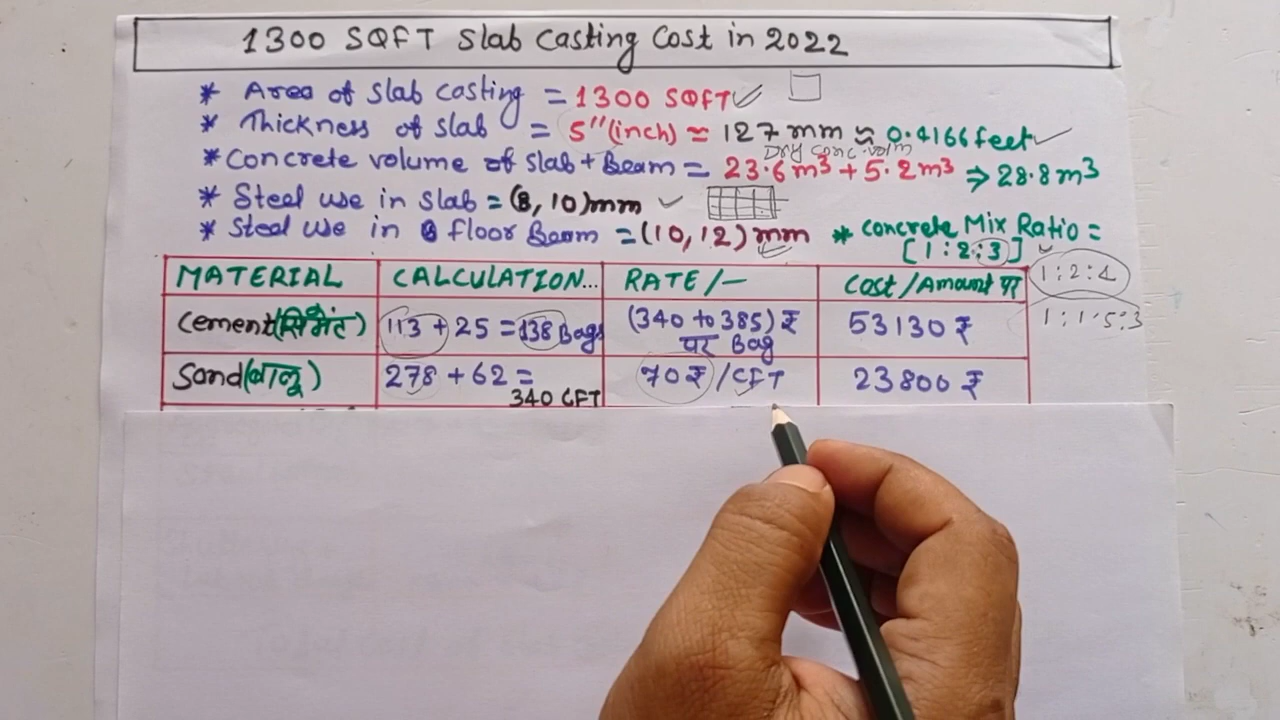 1300 SQFT Slab Casting Cost in 2022
* Area of slab casting = 1300 SQFT ✓
* Thickness of slab = 5" (inch) ≈ 127 mm ≈ 0.4166 feet ✓
Dry conc. volm
* Concrete volume of slab + Beam = 23.6 m³ + 5.2 m³ ⇒ 28.8 m³
* Steel use in slab = (8, 10) mm ✓
* Steel use in floor Beam = (10, 12) mm * Concrete Mix Ratio =
[1:2:3] ✓
1:2:4
1:1.5:3
MATERIAL CALCULATION... RATE/— Cost/Amount पर
Cement (सिमेंट) 113 + 25 = 138 Bags (340 to 385) ₹ पर Bag 53130 ₹
Sand (बालू) 278 + 62 = 340 CFT 70 ₹ / CFT 23800 ₹